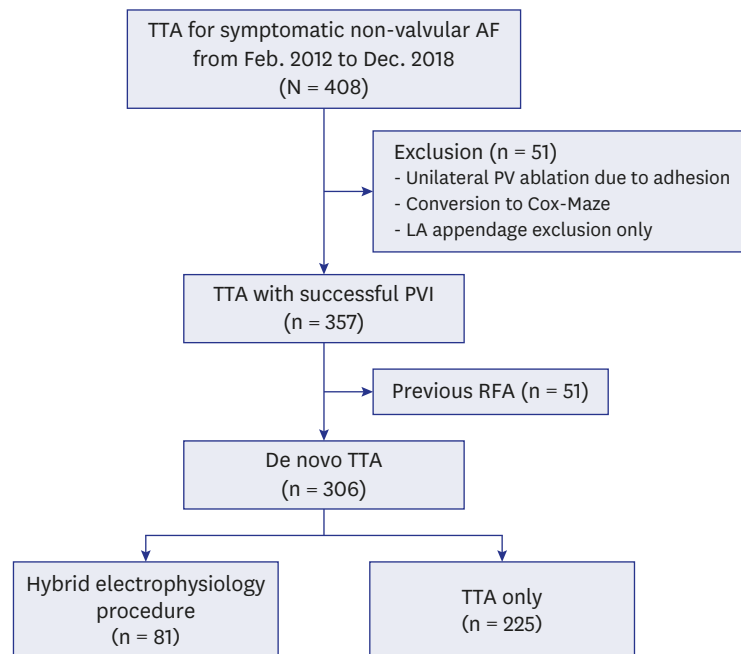 TTA for symptomatic non-valvular AF
from Feb. 2012 to Dec. 2018
(N = 408)
Exclusion (n = 51)
- Unilateral PV ablation due to adhesion
- Conversion to Cox-Maze
- LA appendage exclusion only
TTA with successful PVI
(n = 357)
Previous RFA (n = 51)
De novo TTA
(n = 306)
Hybrid electrophysiology
procedure
(n = 81)
TTA only
(n = 225)